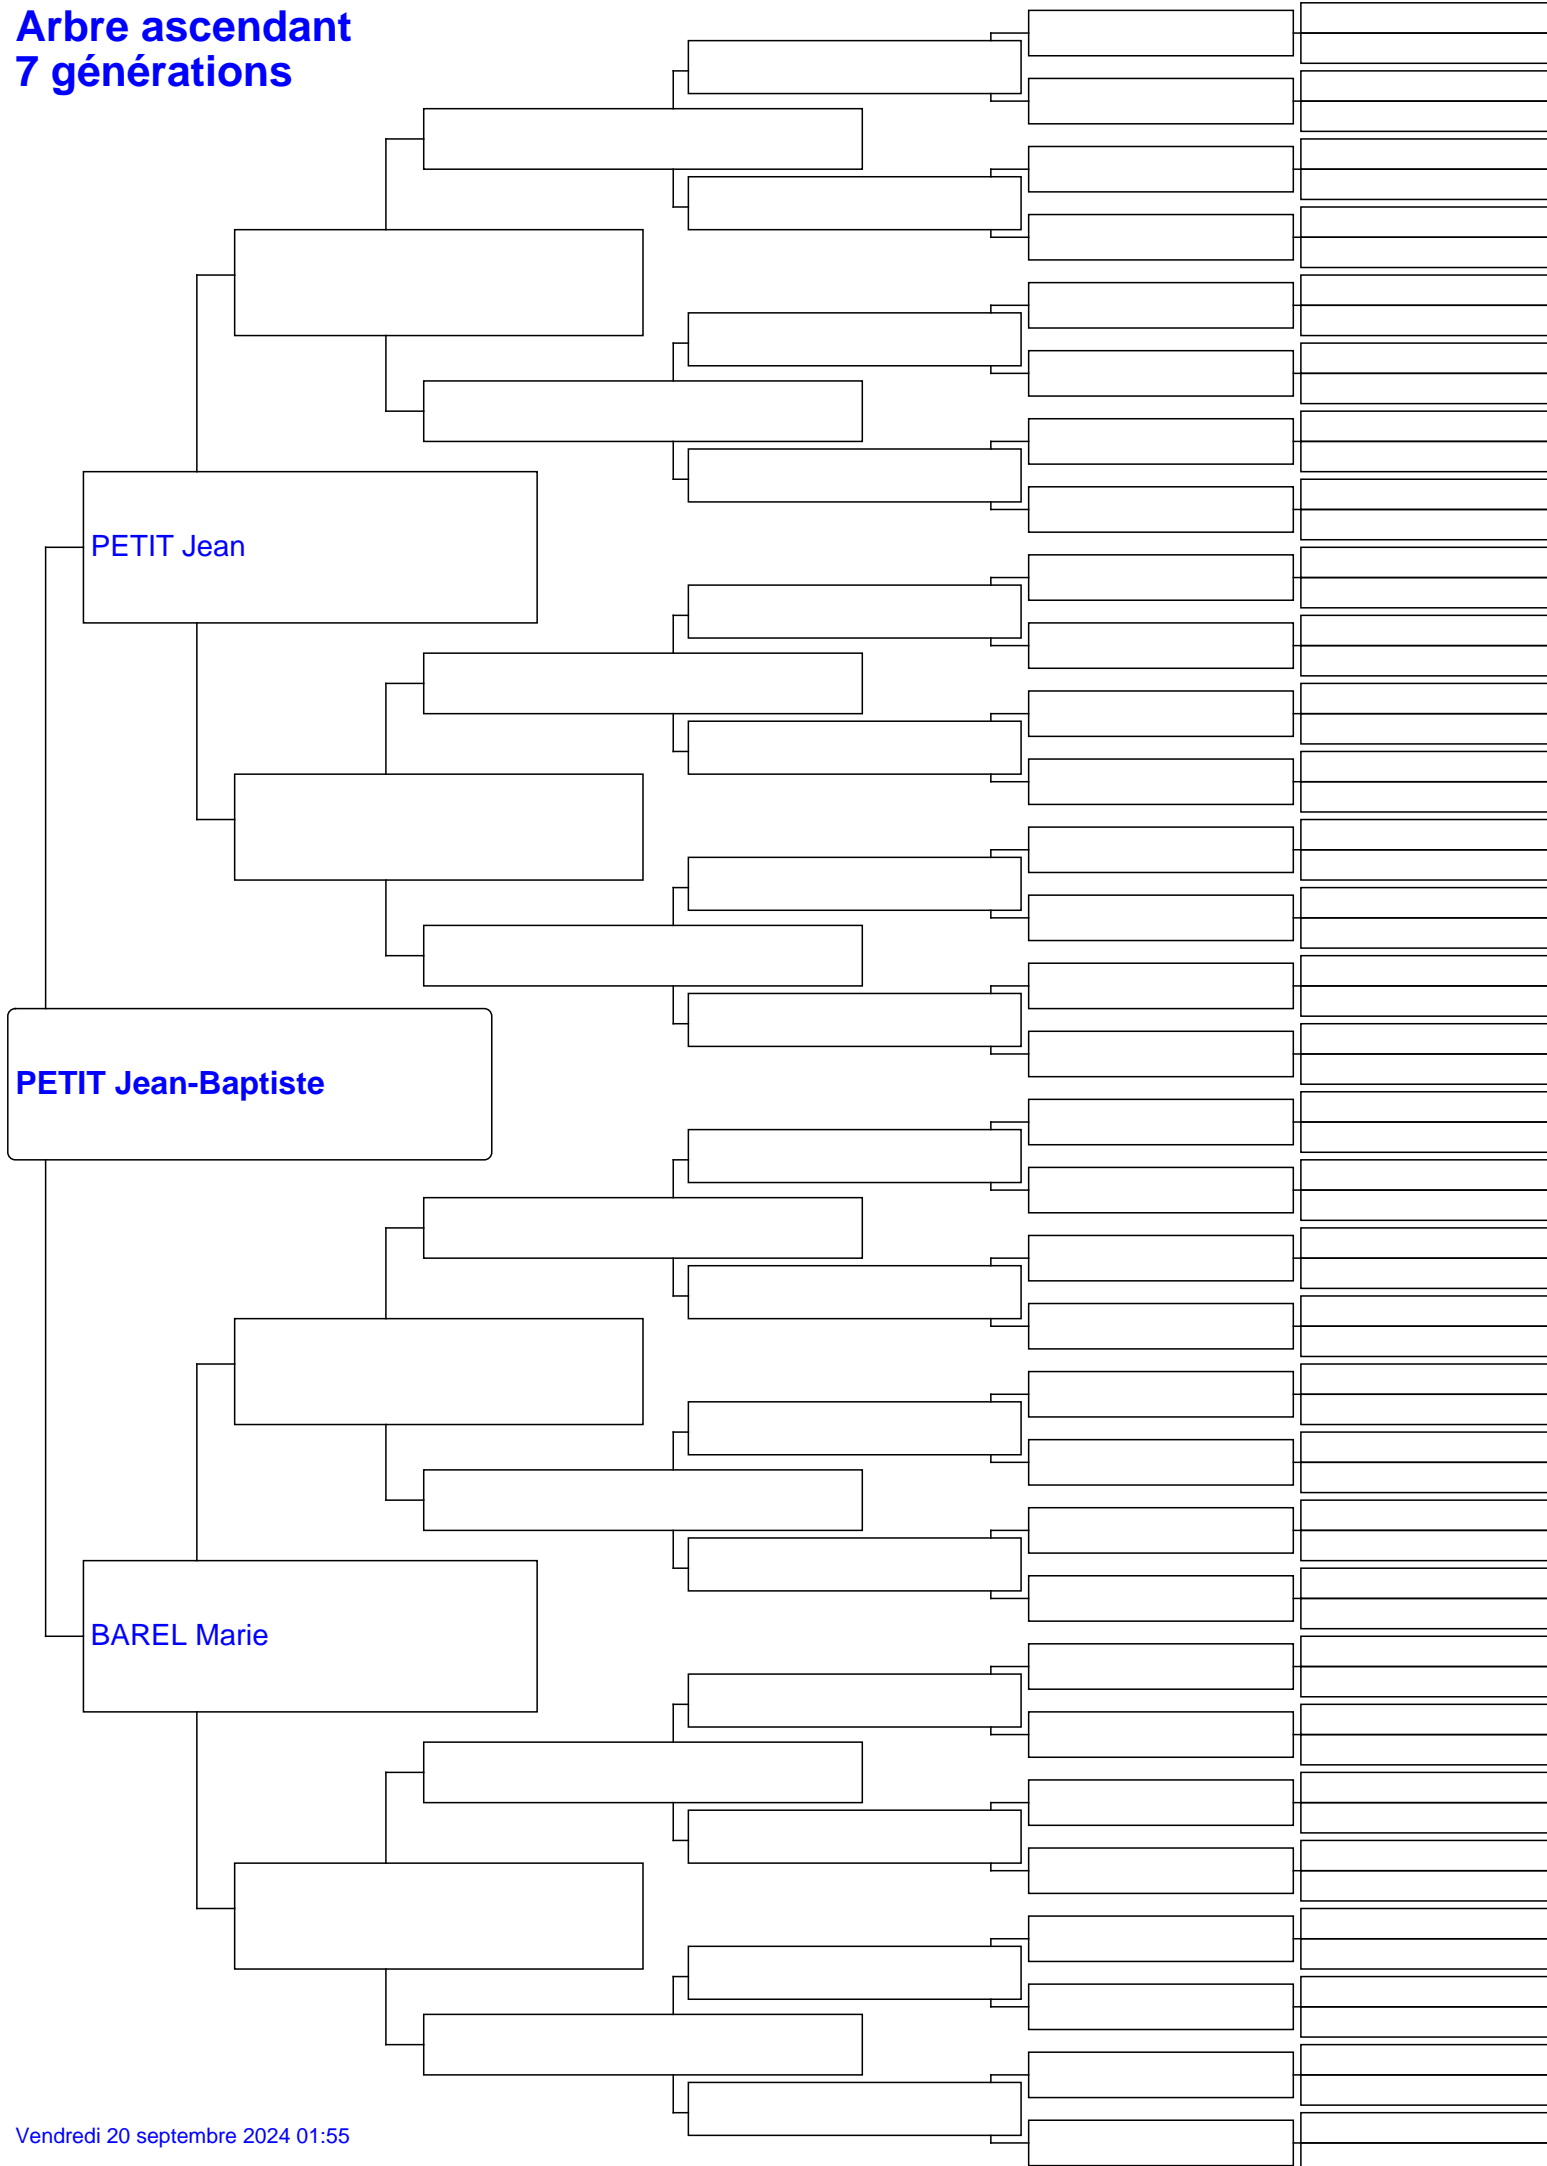 Arbre ascendant
7 générations
PETIT Jean
PETIT Jean-Baptiste
BAREL Marie
Vendredi 20 septembre 2024 01:55